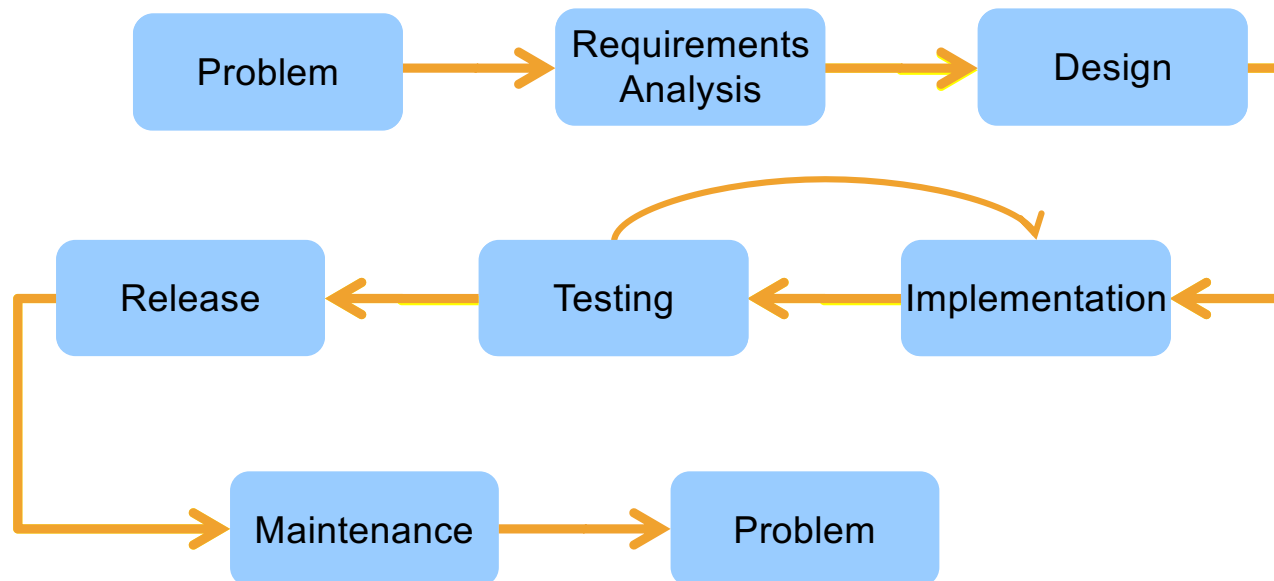 Problem
Requirements
Analysis
Design
Release
Testing
Implementation
Maintenance
Problem